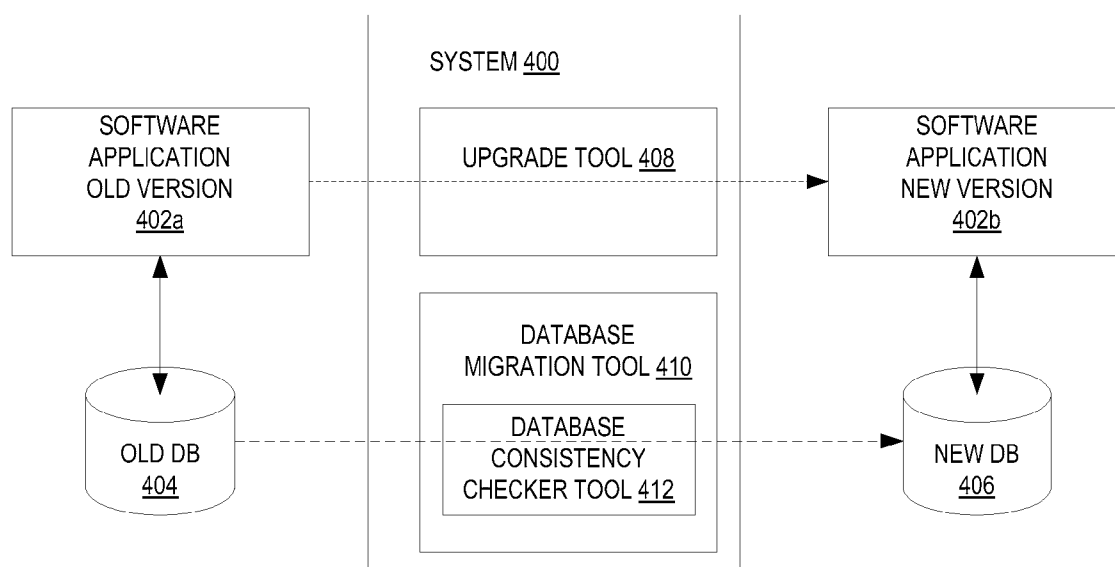 SYSTEM 400
SOFTWARE
APPLICATION
OLD VERSION
402a
UPGRADE TOOL 408
SOFTWARE
APPLICATION
NEW VERSION
402b
DATABASE
MIGRATION TOOL 410
OLD DB
404
DATABASE
CONSISTENCY
CHECKER TOOL 412
NEW DB
406